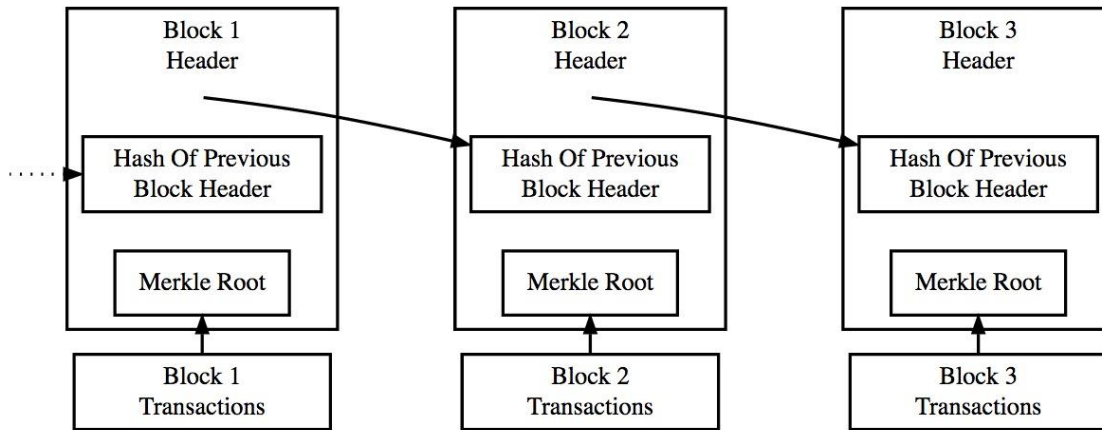 Block 1
Header
Hash Of Previous
Block Header
Merkle Root
Block 1
Transactions
Block 2
Header
Hash Of Previous
Block Header
Merkle Root
Block 2
Transactions
Block 3
Header
Hash Of Previous
Block Header
Merkle Root
Block 3
Transactions